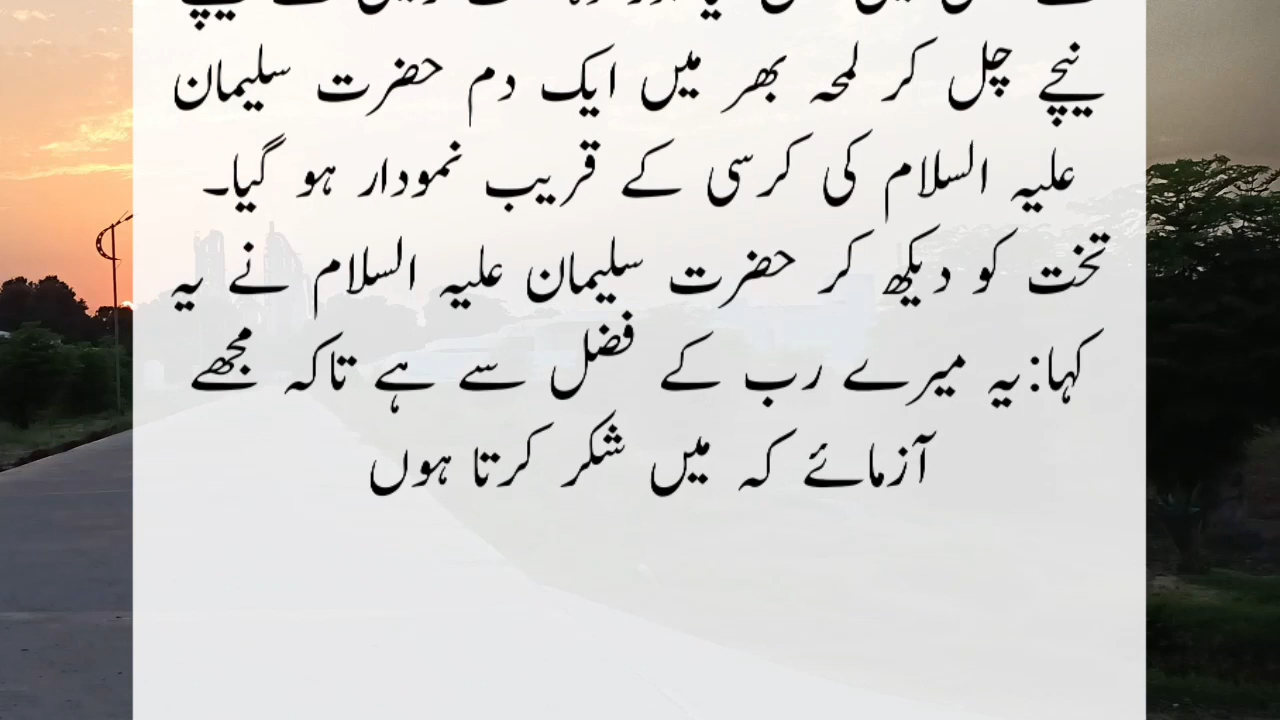 نیچے چل کر لمحہ بھر میں ایک دم حضرت سلیمان
علیہ السلام کی کرسی کے قریب نمودار ہو گیا۔
تخت کو دیکھ کر حضرت سلیمان علیہ السلام نے یہ
کہا:یہ میرے رب کے فضل سے ہے تاکہ مجھے
آزمائے کہ میں شکر کرتا ہوں